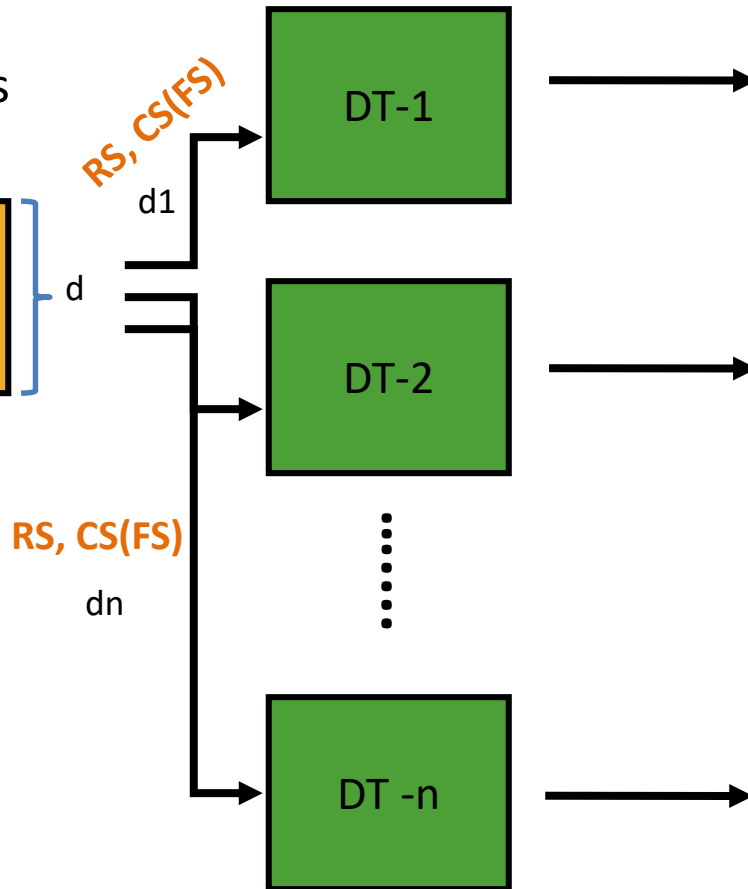 s
RS, CS(FS)
DT-1
d1
d
DT-2
RS, CS(FS)
dn
DT -n